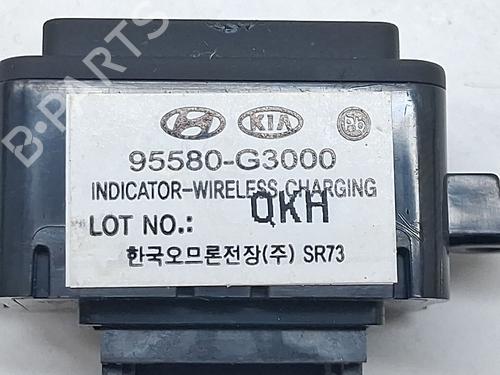 KIA
95580-G3000
INDICATOR-WIRELESS CHARGING
LOT NO.: QKH
한국오므론전장(주) SR73
B-PARTS